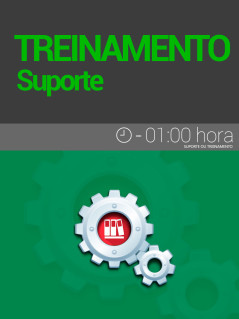 TREINAMENTO
Suporte
- 01:00 hora
SUPORTE OU TREINAMENTO